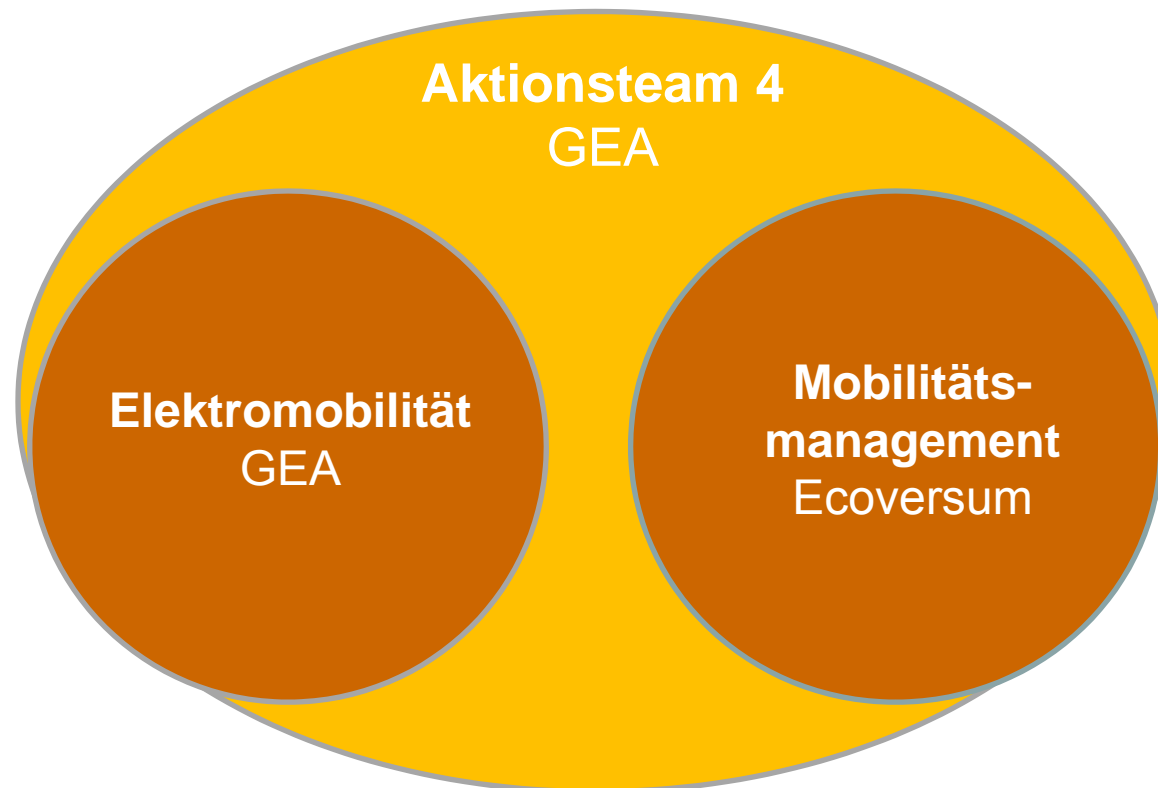 Aktionsteam 4
GEA
Elektromobilität
GEA
Mobilitäts-
management
Ecoversum